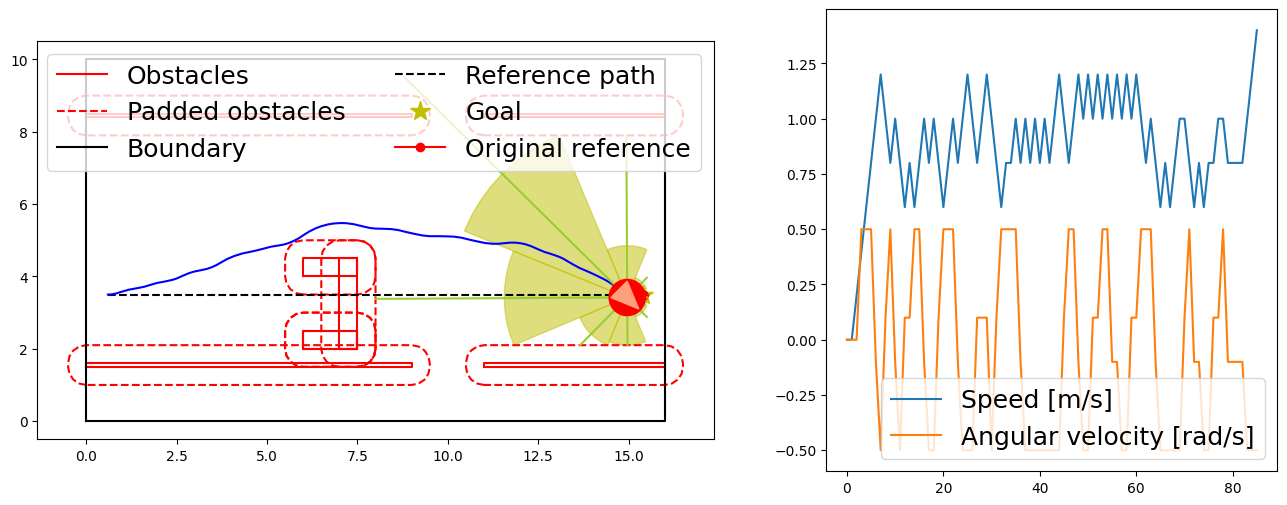 Obstacles
Padded obstacles
Boundary
Reference path
Goal
Original reference
10
8
6
4
2
0
0.0 2.5 5.0 7.5 10.0 12.5 15.0
1.25
1.00
0.75
0.50
0.25
0.00
−0.25
−0.50
Speed [m/s]
Angular velocity [rad/s]
0 20 40 60 80